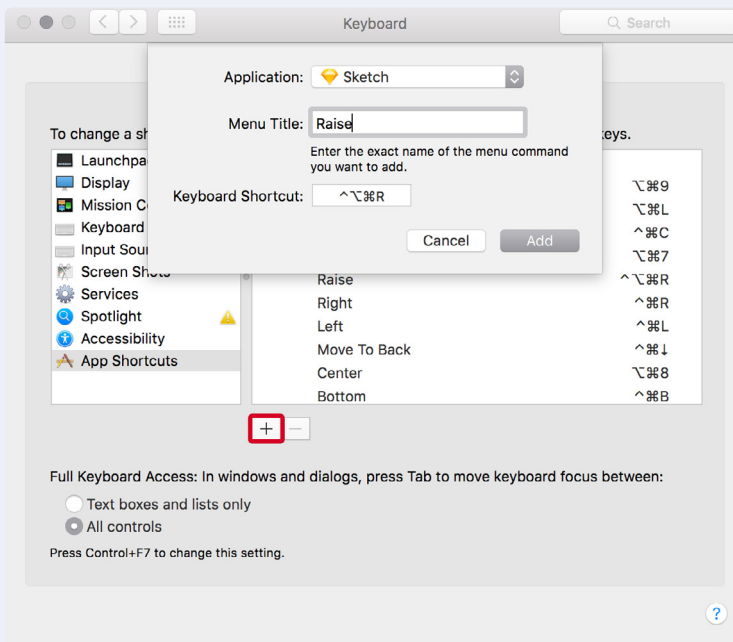 Keyboard
Search
Application: Sketch
Menu Title: Raise
Enter the exact name of the menu command
you want to add.
Keyboard Shortcut: ^⌥⌘R
Cancel Add
To change a sh
eys.
Launchpa
Display
Mission C
Keyboard
Input Sour
Screen Shots
Services
Spotlight
Accessibility
App Shortcuts
⌥⌘9
⌥⌘L
^⌘C
⌥⌘7
Raise ^⌥⌘R
Right ^⌘R
Left ^⌘L
Move To Back ^⌘↓
Center ⌥⌘8
Bottom ^⌘B
+ −
Full Keyboard Access: In windows and dialogs, press Tab to move keyboard focus between:
Text boxes and lists only
All controls
Press Control+F7 to change this setting.
?